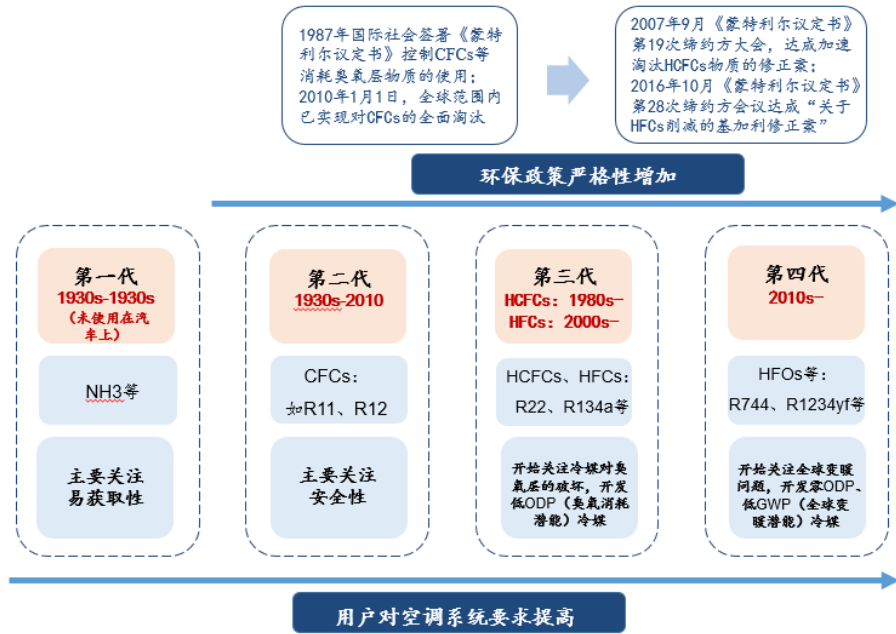 1987年国际社会签署《蒙特
利尔议定书》控制CFCs等
消耗臭氧层物质的使用；
2010年1月1日，全球范围内
已实现对CFCs的全面淘汰
2007年9月《蒙特利尔议定书》
第19次缔约方大会，达成加速
淘汰HCFCs物质的修正案；
2016年10月《蒙特利尔议定书》
第28次缔约方会议达成“关于
HFCs削减的基加利修正案”
环保政策严格性增加
第一代
1930s-1930s
（未使用在汽
车上）
NH3等
主要关注
易获取性
第二代
1930s-2010
CFCs：
如R11、R12
主要关注
安全性
第三代
HCFCs：1980s-
HFCs：2000s-
HCFCs、HFCs：
R22、R134a等
开始关注冷媒对臭
氧层的破坏，开发
低ODP（臭氧消耗
潜能）冷媒
第四代
2010s-
HFOs等：
R744、R1234yf等
开始关注全球变暖
问题，开发零ODP、
低GWP（全球变
暖潜能）冷媒
用户对空调系统要求提高